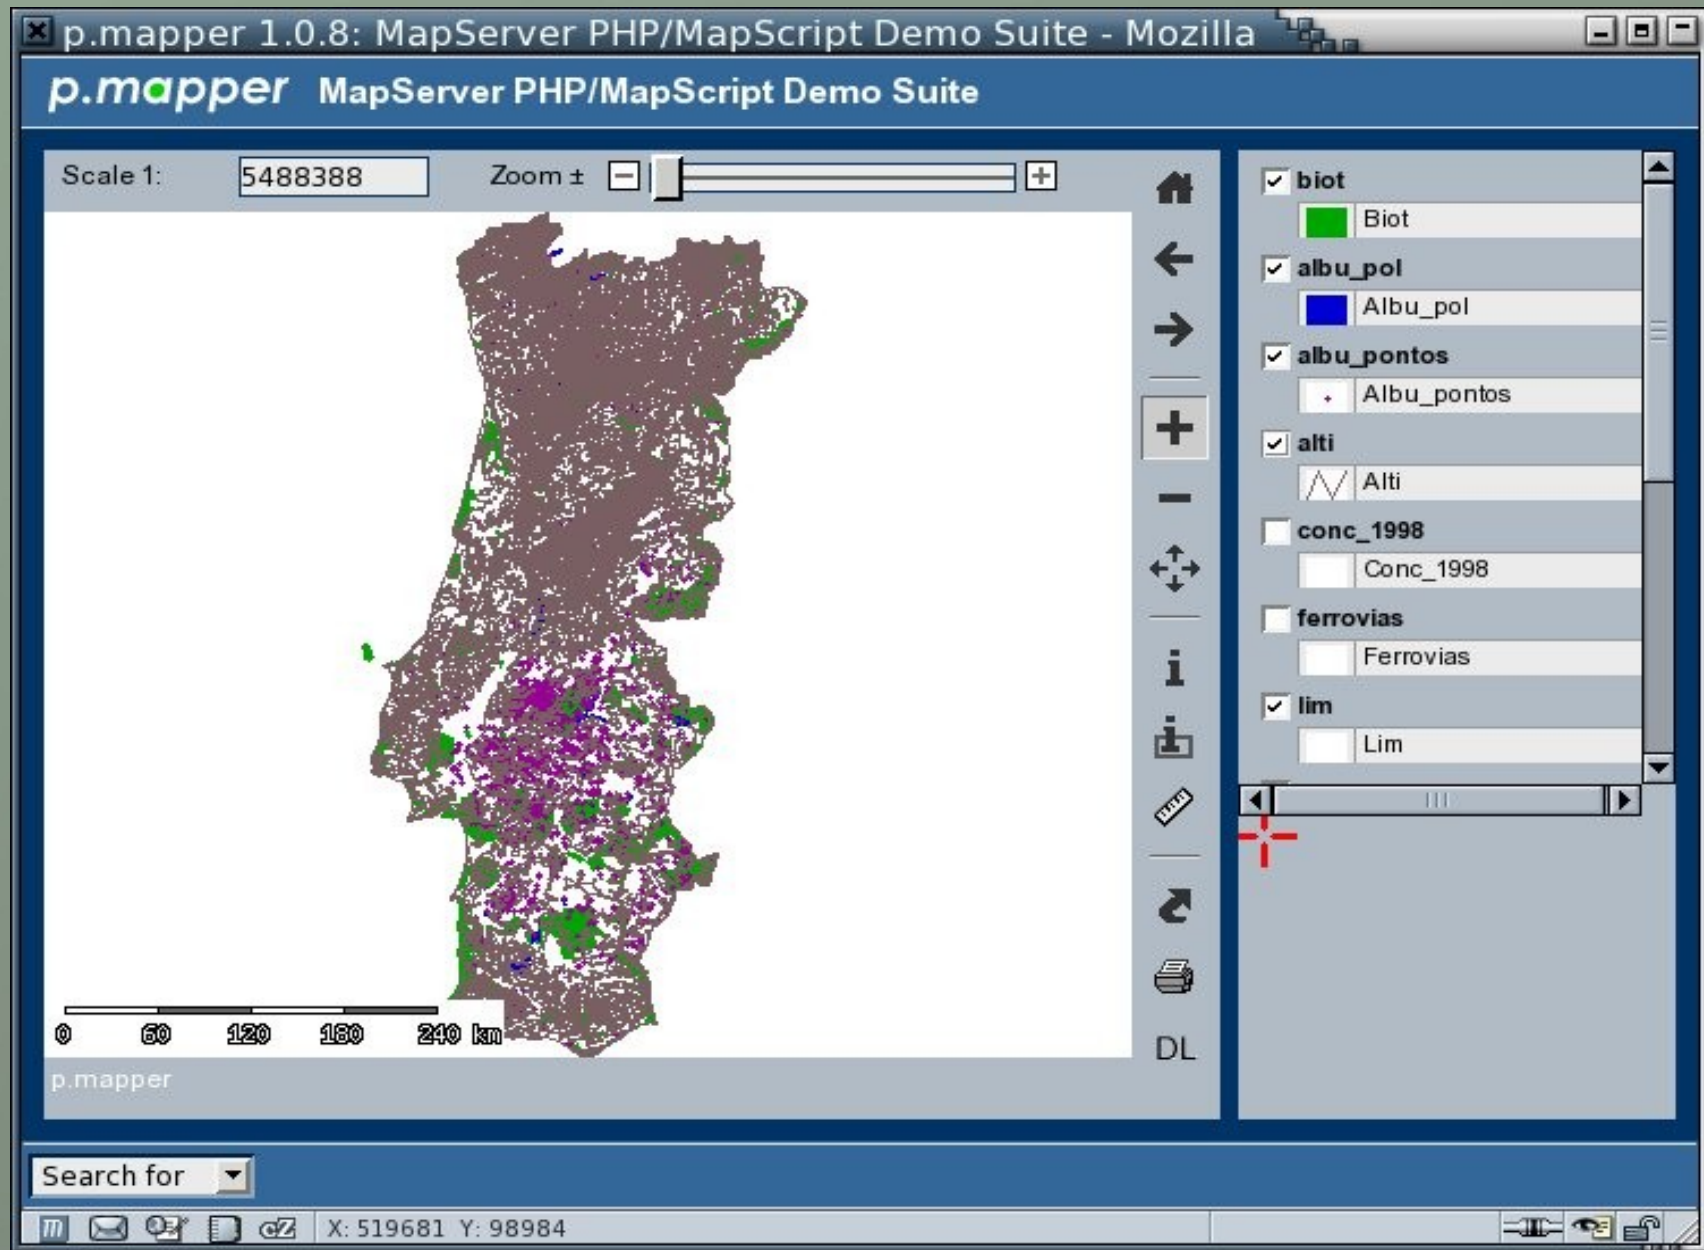 p.mapper 1.0.8: MapServer PHP/MapScript Demo Suite - Mozilla
p.mapper MapServer PHP/MapScript Demo Suite
Scale 1: 5488388 Zoom ±
biot
Biot
albu_pol
Albu_pol
albu_pontos
Albu_pontos
alti
Alti
conc_1998
Conc_1998
ferrovias
Ferrovias
lim
Lim
0 60 120 180 240 km
DL
p.mapper
Search for
X: 519681 Y: 98984